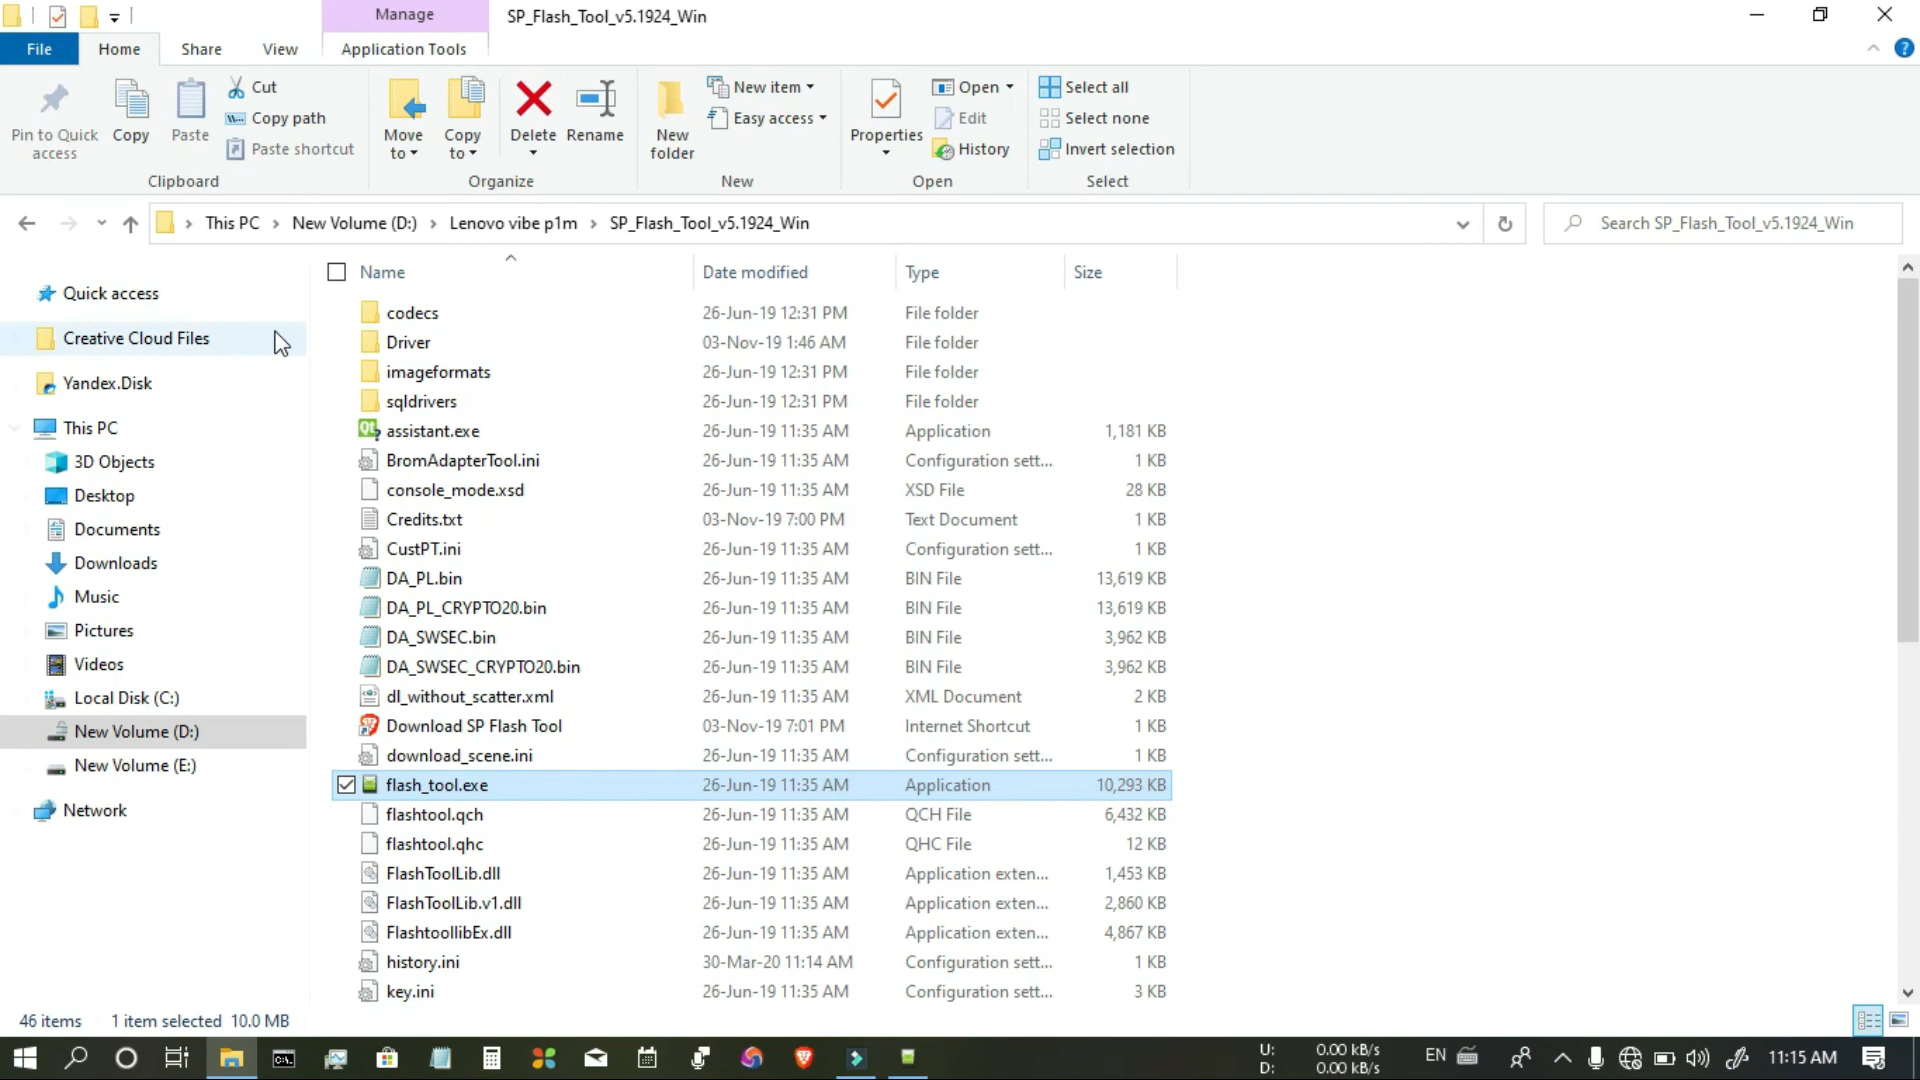 Manage
SP_Flash_Tool_v5.1924_Win
File
Home
Share
View
Application Tools
Pin to Quick access
Copy
Paste
Cut
Copy path
Paste shortcut
Clipboard
Move to
Copy to
Delete
Rename
Organize
New folder
New item
Easy access
New
Properties
Open
Edit
History
Open
Select all
Select none
Invert selection
Select
This PC > New Volume (D:) > Lenovo vibe p1m > SP_Flash_Tool_v5.1924_Win
Search SP_Flash_Tool_v5.1924_Win
Quick access
Creative Cloud Files
Yandex.Disk
This PC
3D Objects
Desktop
Documents
Downloads
Music
Pictures
Videos
Local Disk (C:)
New Volume (D:)
New Volume (E:)
Network
Name Date modified Type Size
codecs 26-Jun-19 12:31 PM File folder
Driver 03-Nov-19 1:46 AM File folder
imageformats 26-Jun-19 12:31 PM File folder
sqldrivers 26-Jun-19 12:31 PM File folder
assistant.exe 26-Jun-19 11:35 AM Application 1,181 KB
BromAdapterTool.ini 26-Jun-19 11:35 AM Configuration sett... 1 KB
console_mode.xsd 26-Jun-19 11:35 AM XSD File 28 KB
Credits.txt 03-Nov-19 7:00 PM Text Document 1 KB
CustPT.ini 26-Jun-19 11:35 AM Configuration sett... 1 KB
DA_PL.bin 26-Jun-19 11:35 AM BIN File 13,619 KB
DA_PL_CRYPTO20.bin 26-Jun-19 11:35 AM BIN File 13,619 KB
DA_SWSEC.bin 26-Jun-19 11:35 AM BIN File 3,962 KB
DA_SWSEC_CRYPTO20.bin 26-Jun-19 11:35 AM BIN File 3,962 KB
dl_without_scatter.xml 26-Jun-19 11:35 AM XML Document 2 KB
Download SP Flash Tool 03-Nov-19 7:01 PM Internet Shortcut 1 KB
download_scene.ini 26-Jun-19 11:35 AM Configuration sett... 1 KB
flash_tool.exe 26-Jun-19 11:35 AM Application 10,293 KB
flashtool.qch 26-Jun-19 11:35 AM QCH File 6,432 KB
flashtool.qhc 26-Jun-19 11:35 AM QHC File 12 KB
FlashToolLib.dll 26-Jun-19 11:35 AM Application exten... 1,453 KB
FlashToolLib.v1.dll 26-Jun-19 11:35 AM Application exten... 2,860 KB
FlashtoollibEx.dll 26-Jun-19 11:35 AM Application exten... 4,867 KB
history.ini 30-Mar-20 11:14 AM Configuration sett... 1 KB
key.ini 26-Jun-19 11:35 AM Configuration sett... 3 KB
46 items 1 item selected 10.0 MB
U: 0.00 kB/s
D: 0.00 kB/s
EN
11:15 AM